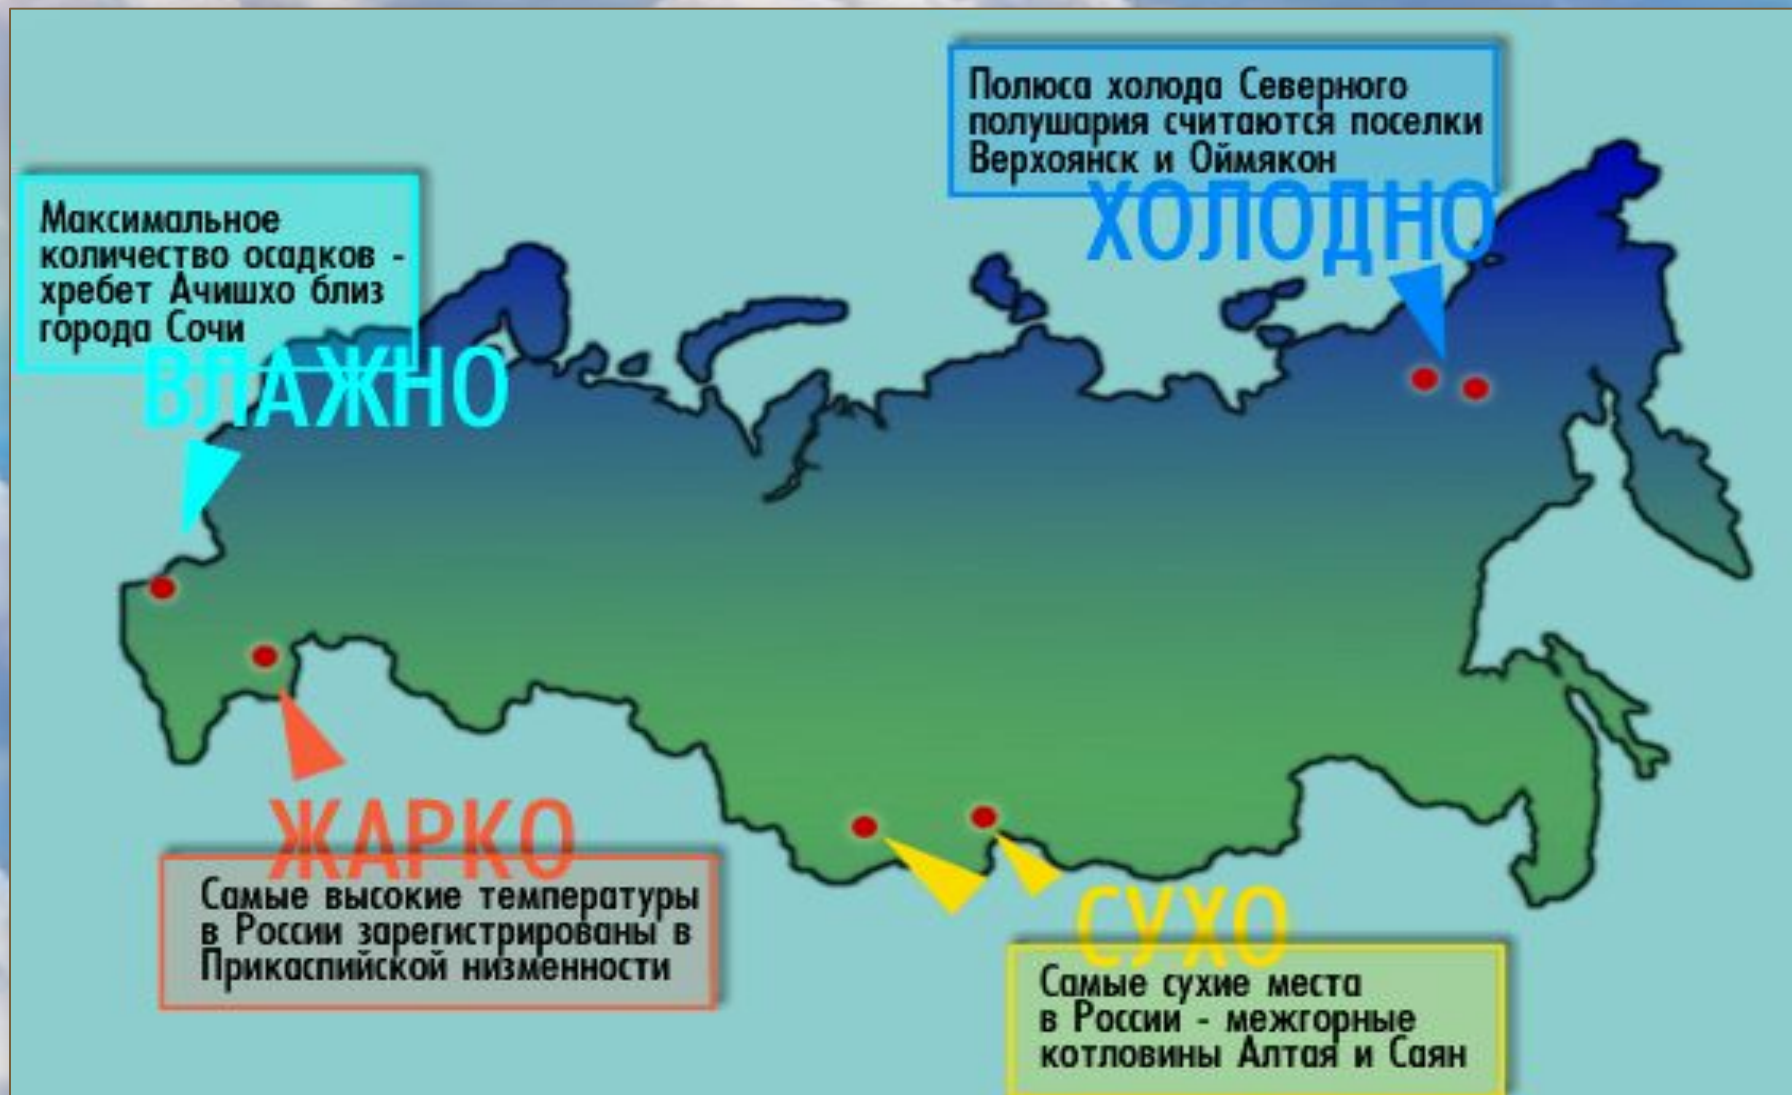 Полюса холода Северного
полушария считаются поселки
Верхоянск и Оймякон
ХОЛОДНО
Максимальное
количество осадков -
хребет Ачишхо близ
города Сочи
ВЛАЖНО
ЖАРКО
Самые высокие температуры
в России зарегистрированы в
Прикаспийской низменности
СУХО
Самые сухие места
в России - межгорные
котловины Алтая и Саян